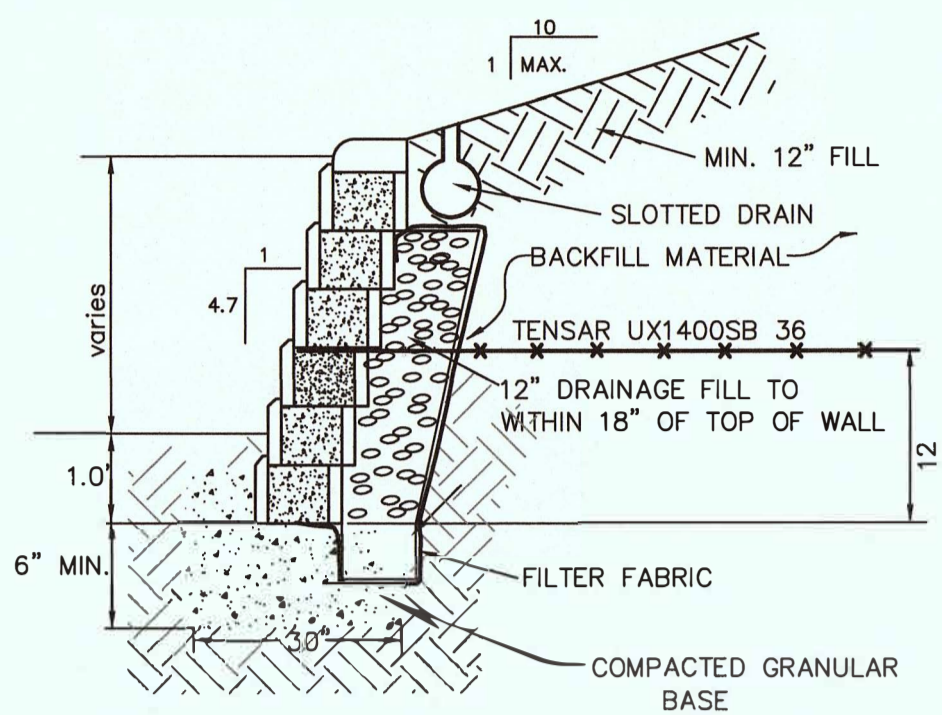 10
1 MAX.
MIN. 12” FILL
SLOTTED DRAIN
BACKFILL MATERIAL
1
4.7
varies
TENSAR UX1400SB 36
12” DRAINAGE FILL TO
WITHIN 18” OF TOP OF WALL
12
1.0'
6” MIN.
FILTER FABRIC
30"
COMPACTED GRANULAR
BASE